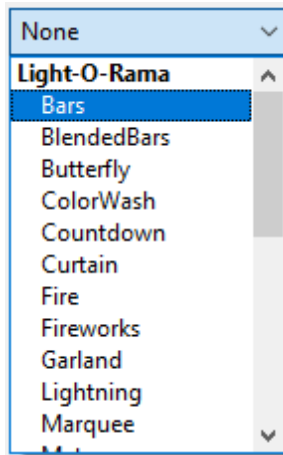 None
Light-O-Rama
Bars
BlendedBars
Butterfly
ColorWash
Countdown
Curtain
Fire
Fireworks
Garland
Lightning
Marquee